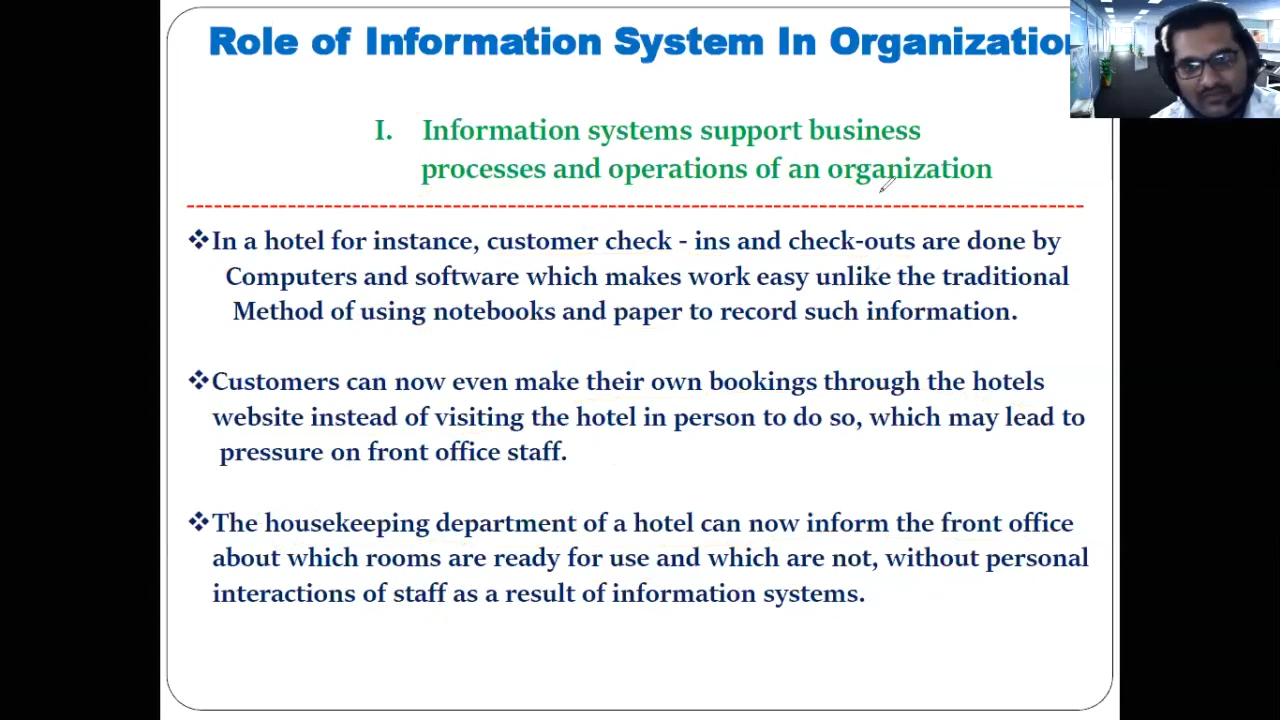 Role of Information System In Organization
I. Information systems support business
processes and operations of an organization
❖In a hotel for instance, customer check - ins and check-outs are done by
Computers and software which makes work easy unlike the traditional
Method of using notebooks and paper to record such information.
❖Customers can now even make their own bookings through the hotels
website instead of visiting the hotel in person to do so, which may lead to
pressure on front office staff.
❖The housekeeping department of a hotel can now inform the front office
about which rooms are ready for use and which are not, without personal
interactions of staff as a result of information systems.